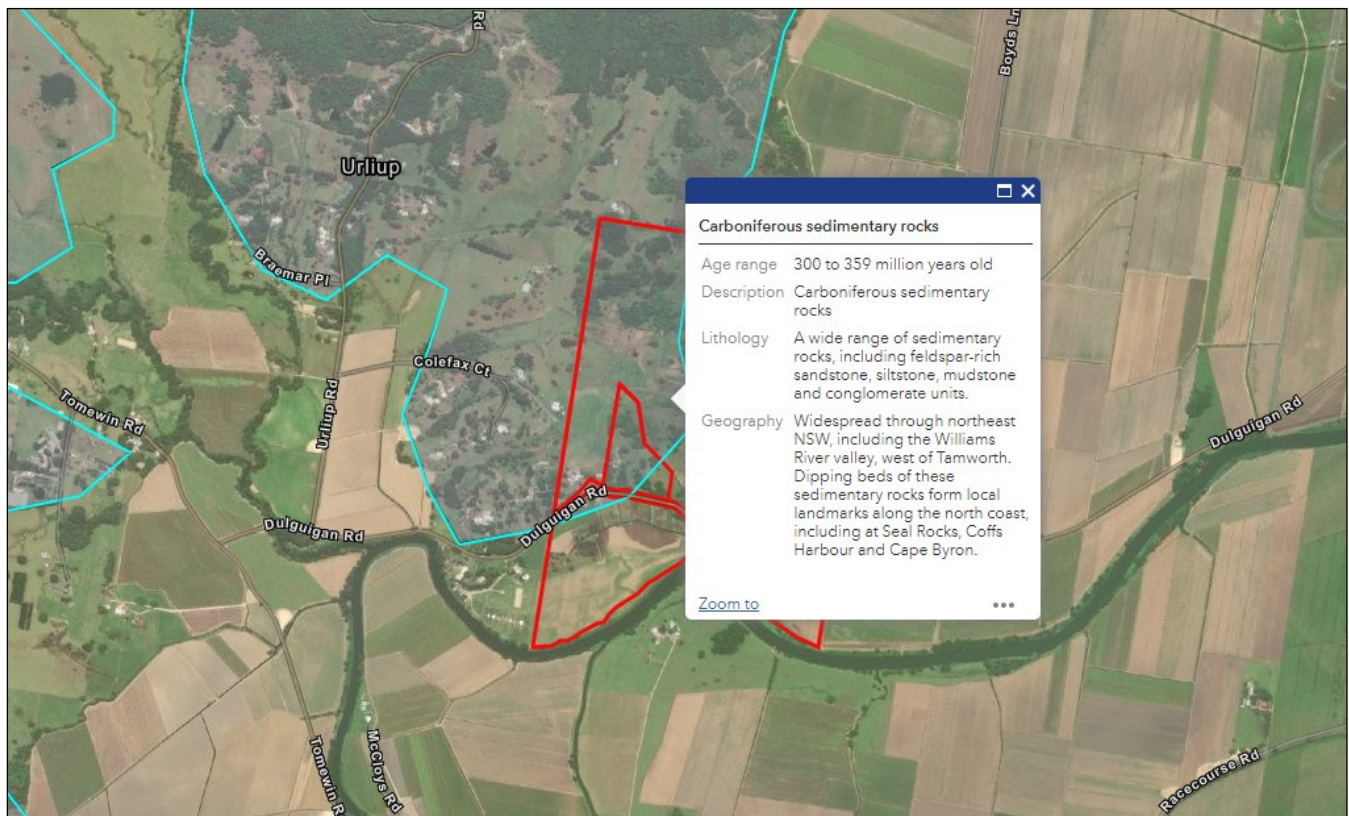 Rd
Boyds Ln
Urliup
Braemar Pl
Carboniferous sedimentary rocks
Age range 300 to 359 million years old
Description Carboniferous sedimentary
rocks
Lithology A wide range of sedimentary
rocks, including feldspar-rich
sandstone, siltstone, mudstone
and conglomerate units.
Geography Widespread through northeast
NSW, including the Williams
River valley, west of Tamworth.
Dipping beds of these
sedimentary rocks form local
landmarks along the north coast,
including at Seal Rocks, Coffs
Harbour and Cape Byron.
Zoom to
Colefax Ct
Tomewin Rd
Urliup Rd
Dulguigan Rd
Dulguigan Rd
Dulguigan Rd
Tomewin R
McCloys Rd
Racecourse Rd